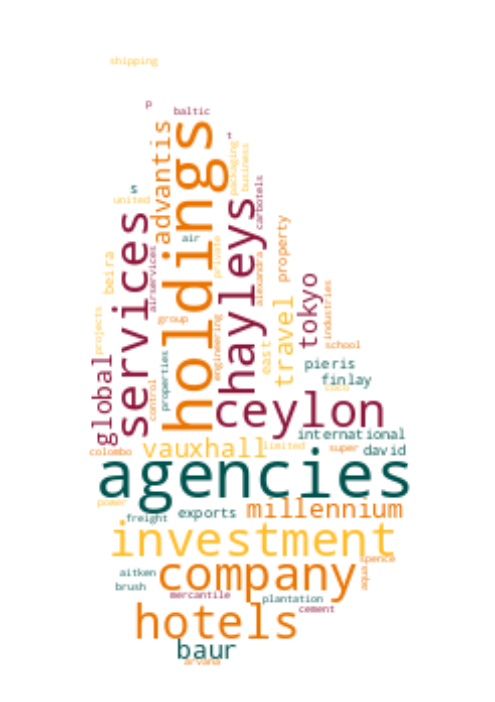 shipping
p
baltic
t
advantis
holdings
packaging
business
s
united
services
hayleys
carbotels
air
private
airservices
beira
alexandra
property
tokyo
travel
industries
projects
group
engineering
east
school
global
control
properties
pieris
finlay
coco
ceylon
international
colombo
vauxhall
limited
super
david
agencies
power
freight
exports
millennium
investment
spence
aitken
company
aqua
brush
mercantile
plantation
cement
hotels
baur
arvana